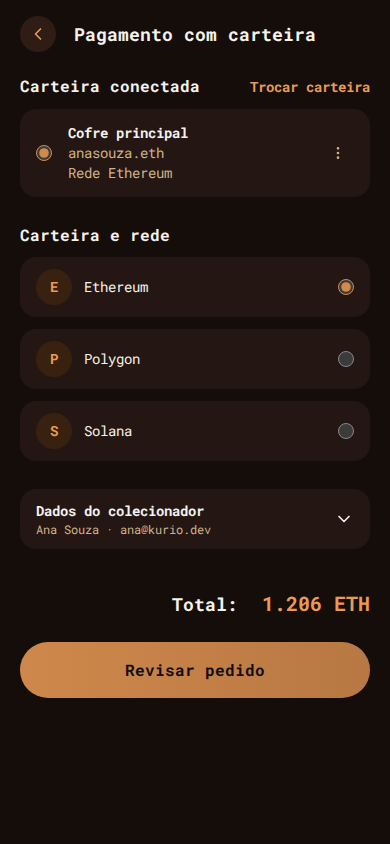 Pagamento com carteira
Carteira conectada
Trocar carteira
Cofre principal
anasouza.eth
Rede Ethereum
Carteira e rede
E Ethereum
P Polygon
S Solana
Dados do colecionador
Ana Souza · ana@kurio.dev
Total: 1.206 ETH
Revisar pedido